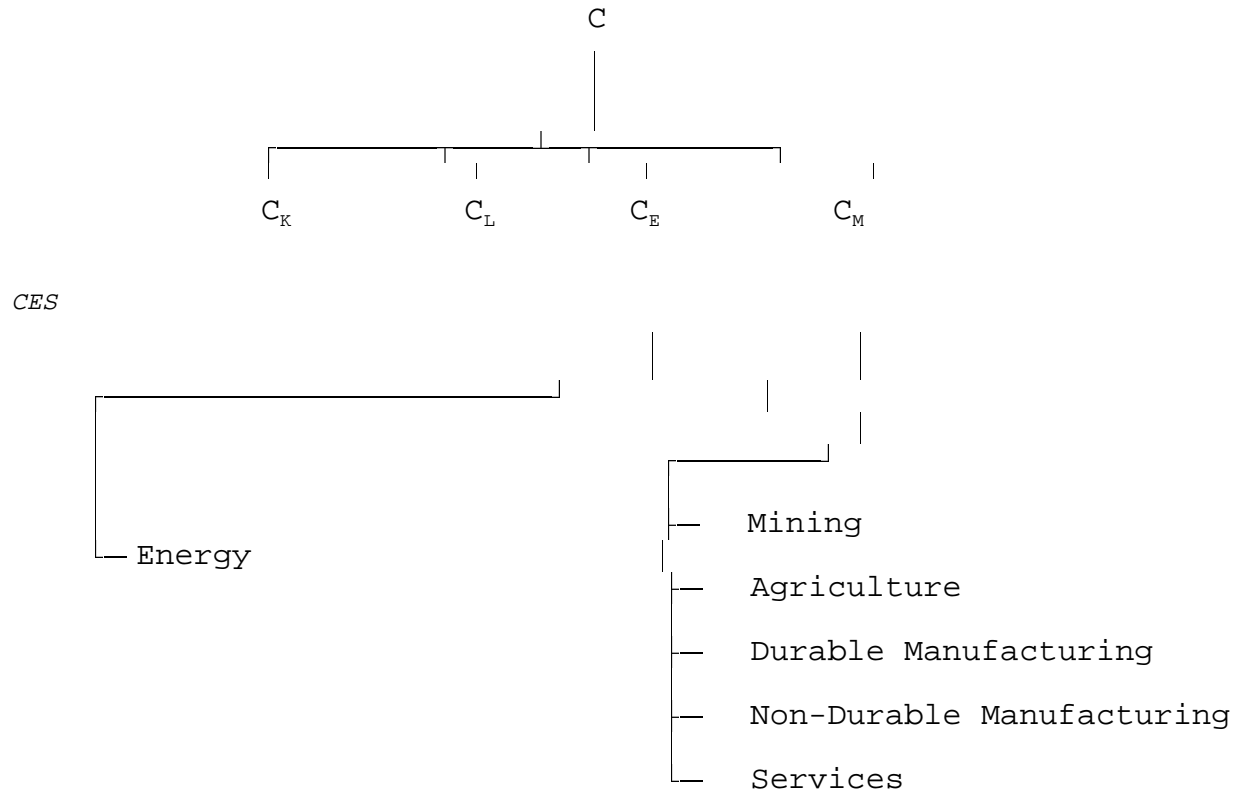 C
C_K C_L C_E C_M
CES
Mining
Energy
Agriculture
Durable Manufacturing
Non-Durable Manufacturing
Services